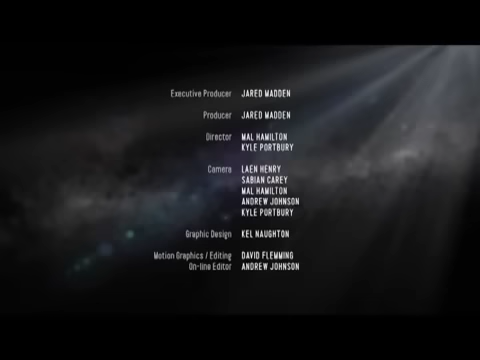 Executive Producer JARED MADDEN
Producer JARED MADDEN
Director MAL HAMILTON
KYLE PORTBURY
Camera LAEN HENRY
SABIAN CAREY
MAL HAMILTON
ANDREW JOHNSON
KYLE PORTBURY
Graphic Design KEL NAUGHTON
Motion Graphics / Editing DAVID FLEMMING
On-line Editor ANDREW JOHNSON